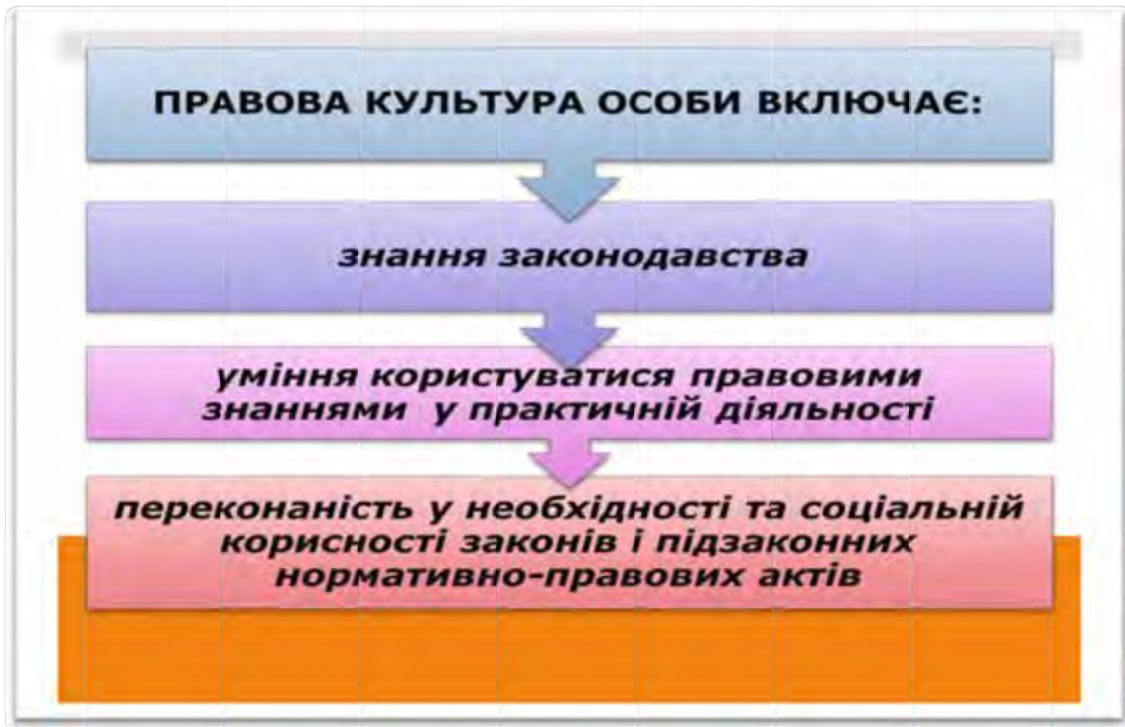 ПРАВОВА КУЛЬТУРА ОСОБИ ВКЛЮЧАЄ:
знання законодавства
уміння користуватися правовими
знаннями у практичній діяльності
переконаність у необхідності та соціальній
корисності законів і підзаконних
нормативно-правових актів